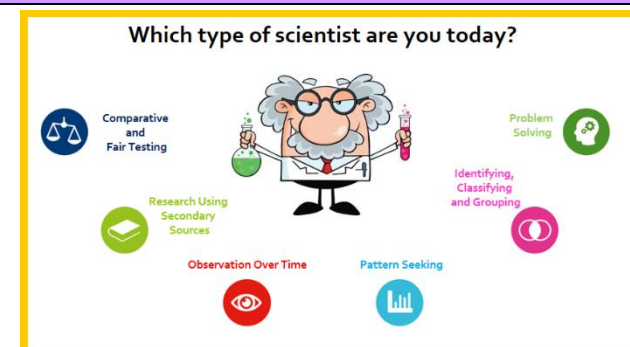 Which type of scientist are you today?
Comparative
and
Fair Testing
Problem
Solving
Identifying,
Classifying
and Grouping
Research Using
Secondary
Sources
Observation Over Time
Pattern Seeking